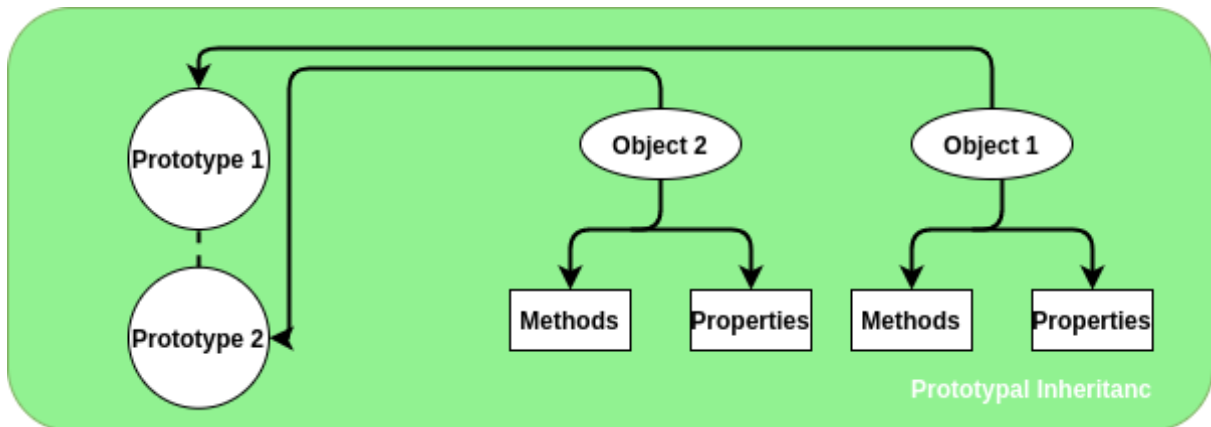 Prototype 1
Object 2
Object 1
Prototype 2
Methods
Properties
Methods
Properties
Prototypal Inheritanc